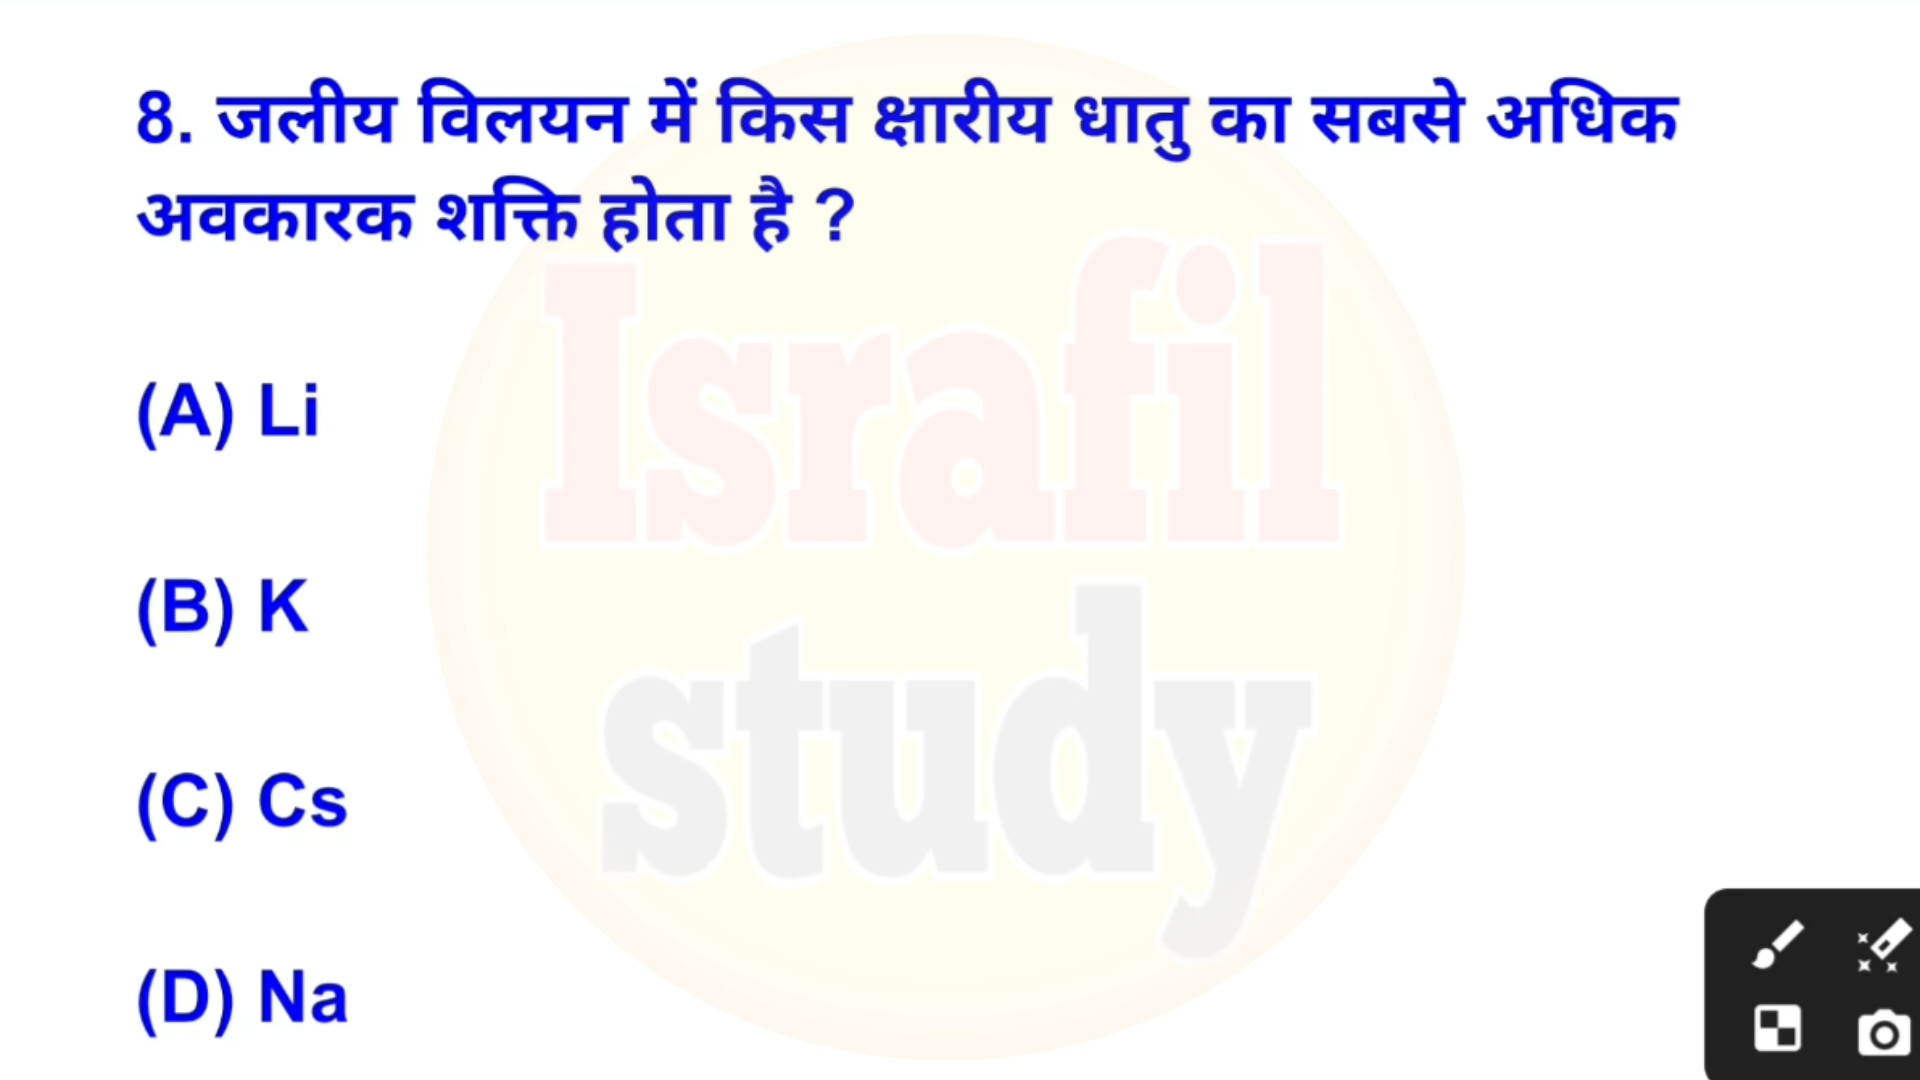 8. जलीय विलयन में किस क्षारीय धातु का सबसे अधिक
अवकारक शक्ति होता है ?
(A) Li
(B) K
(C) Cs
(D) Na
Israfil
study